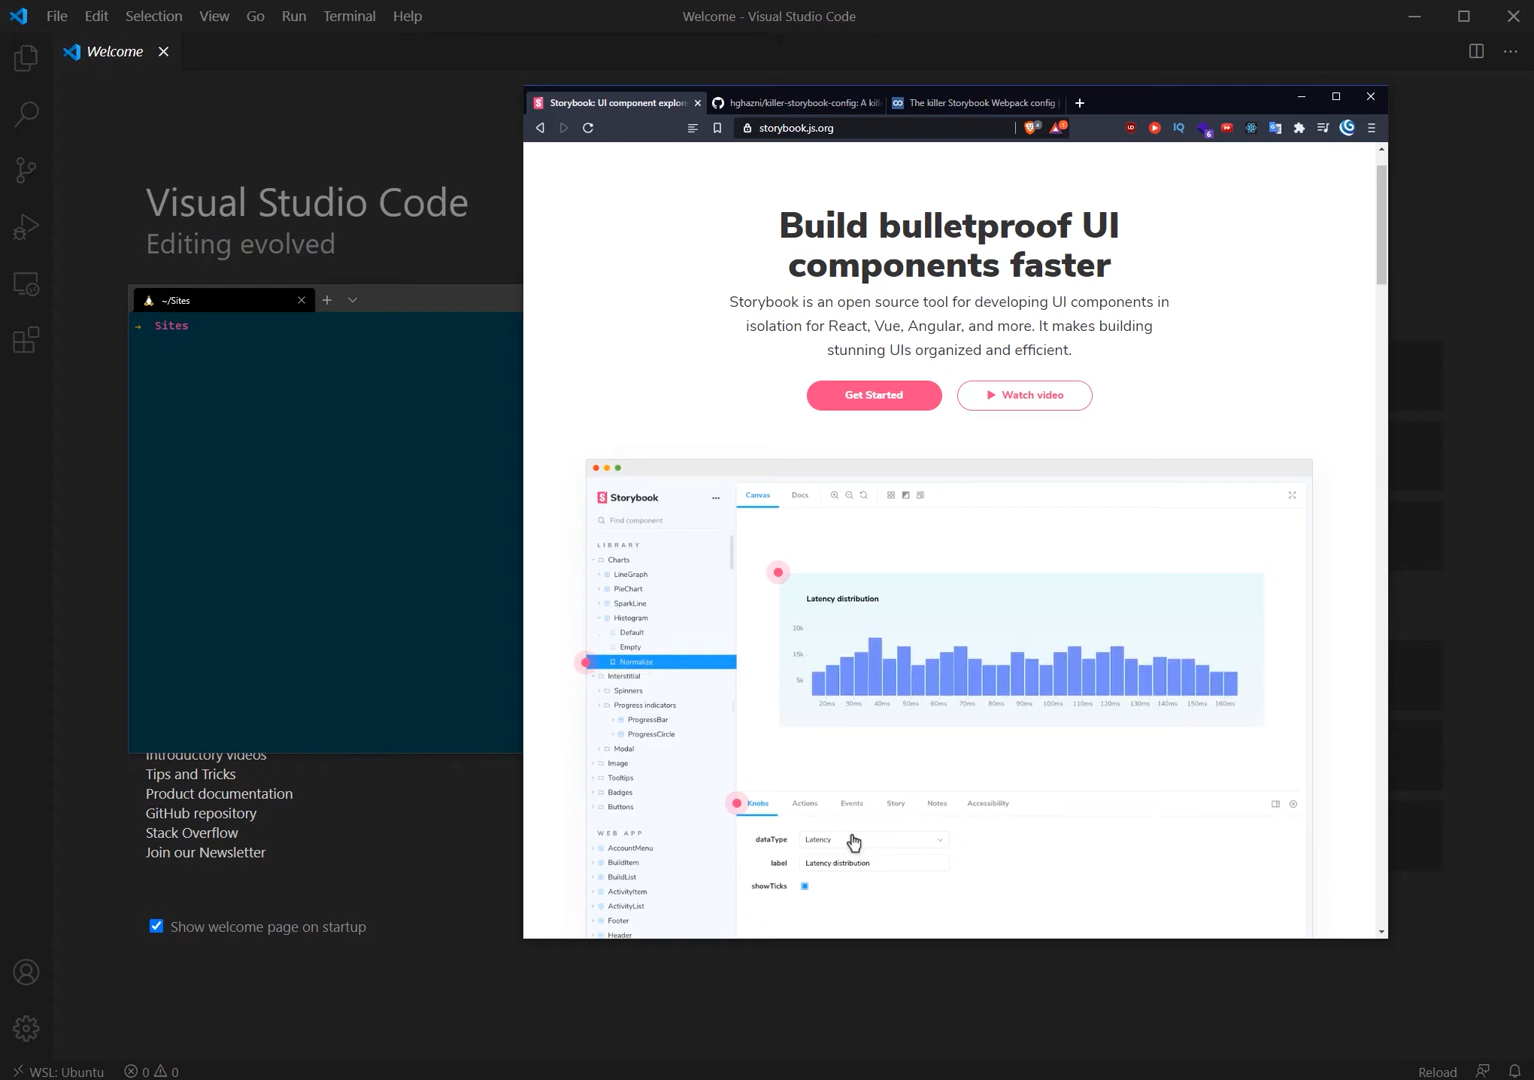 File Edit Selection View Go Run Terminal Help
Welcome - Visual Studio Code
Welcome
Visual Studio Code
Editing evolved
~/Sites
→ Sites
Introductory videos
Tips and Tricks
Product documentation
GitHub repository
Stack Overflow
Join our Newsletter
Show welcome page on startup
Storybook: UI component explor
hghazni/killer-storybook-config: A kil
The killer Storybook Webpack config
storybook.js.org
Build bulletproof UI
components faster
Storybook is an open source tool for developing UI components in
isolation for React, Vue, Angular, and more. It makes building
stunning UIs organized and efficient.
Get Started
Watch video
Storybook
Find component
LIBRARY
Charts
LineGraph
PieChart
SparkLine
Histogram
Default
Empty
Normalize
Interstitial
Spinners
Progress indicators
ProgressBar
ProgressCircle
Modal
Image
Tooltips
Badges
Buttons
WEB APP
AccountMenu
BuildItem
BuildList
ActivityItem
ActivityList
Footer
Header
Canvas Docs
Latency distribution
20k
15k
5k
20ms 30ms 40ms 50ms 60ms 70ms 80ms 90ms 100ms 110ms 120ms 130ms 140ms 150ms 160ms
Knobs Actions Events Story Notes Accessibility
dataType Latency
label Latency distribution
showTicks
WSL: Ubuntu 0 0
Reload